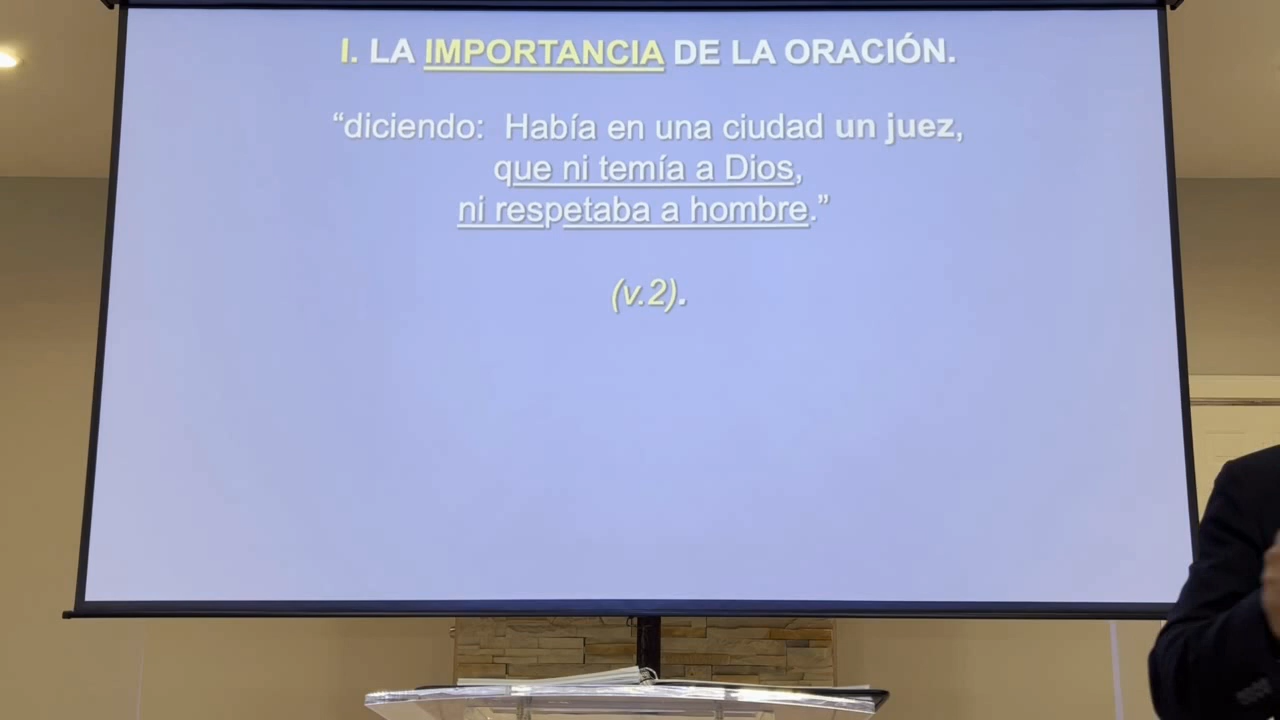 I. LA IMPORTANCIA DE LA ORACIÓN.
“diciendo: Había en una ciudad un juez,
que ni temía a Dios,
ni respetaba a hombre.”
(v.2).